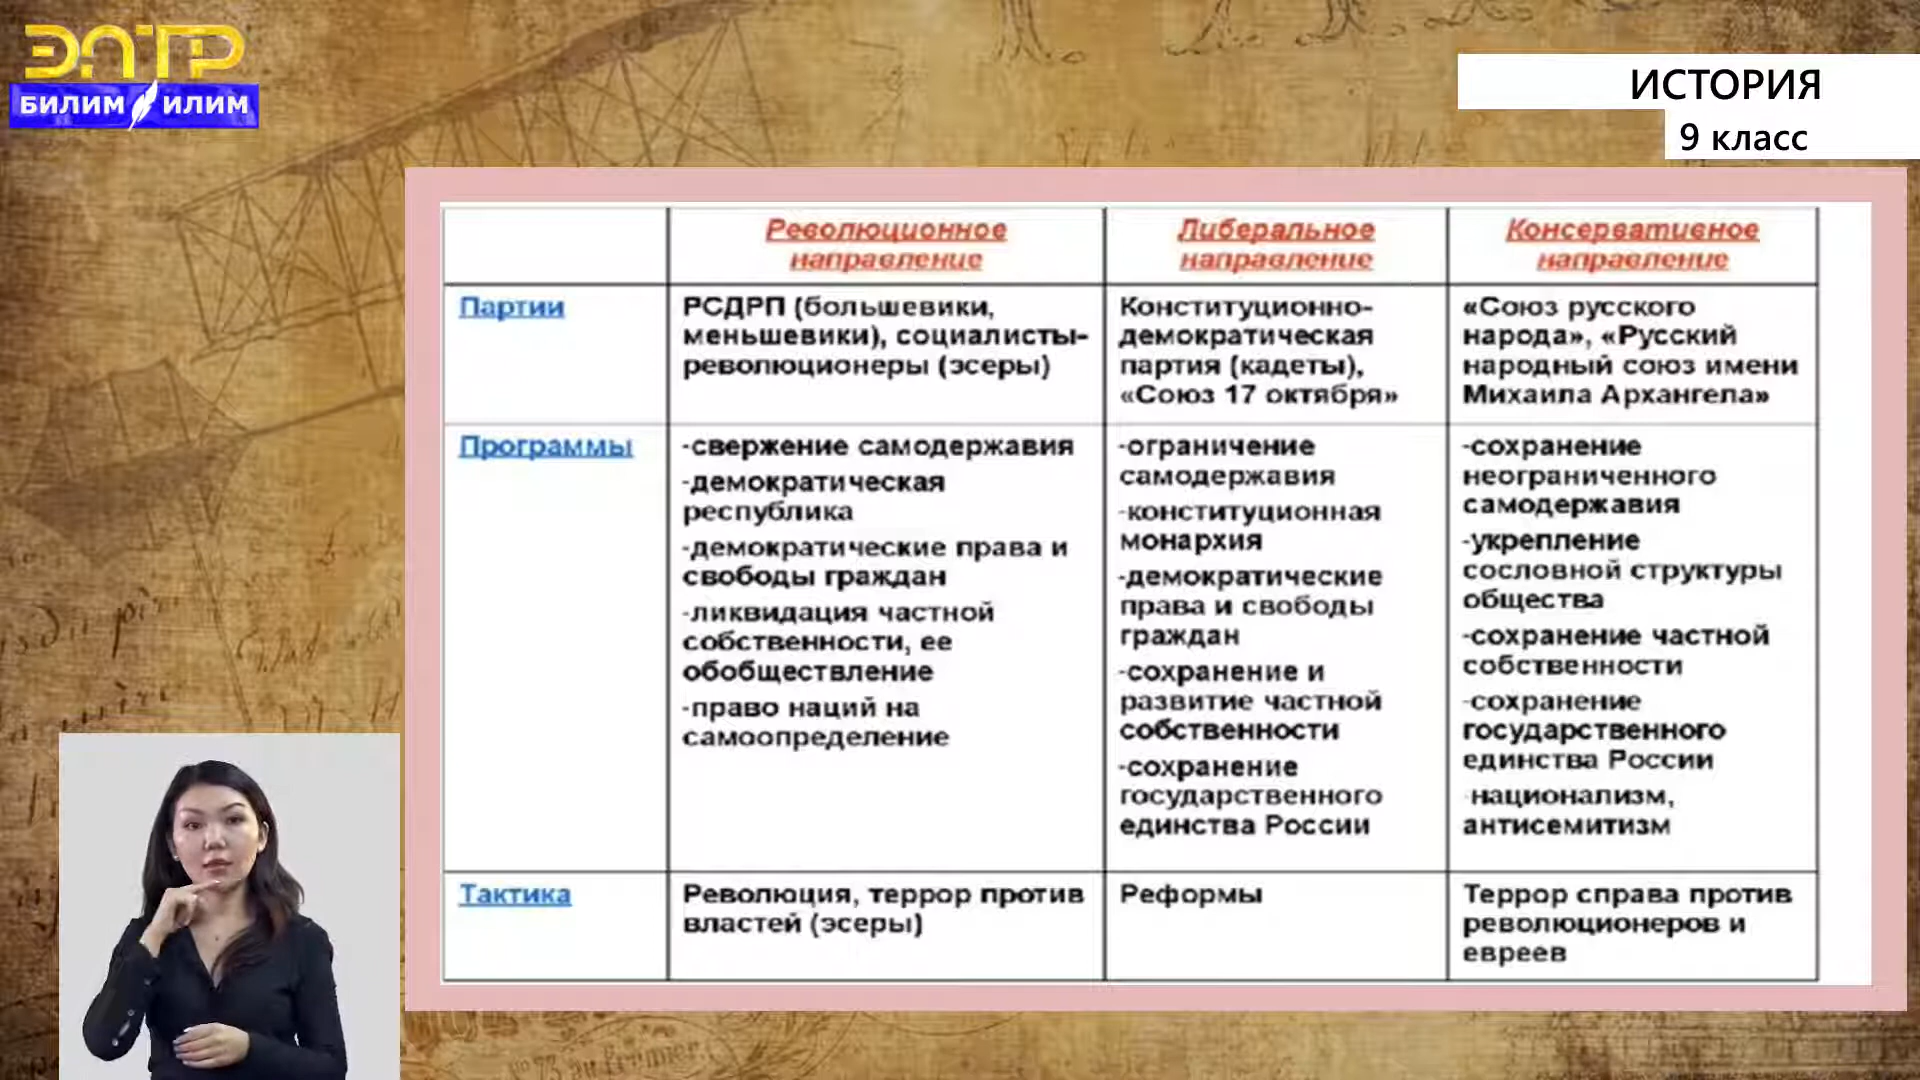 ЭЛТР
БИЛИМ ИЛИМ
ИСТОРИЯ
9 класс
Революционное
направление
Либеральное
направление
Консервативное
направление
Партии
РСДРП (большевики,
меньшевики), социалисты-
революционеры (эсеры)
Конституционно-
демократическая
партия (кадеты),
«Союз 17 октября»
«Союз русского
народа», «Русский
народный союз имени
Михаила Архангела»
Программы
-свержение самодержавия
-демократическая
республика
-демократические права и
свободы граждан
-ликвидация частной
собственности, ее
обобществление
-право наций на
самоопределение
-ограничение
самодержавия
-конституционная
монархия
-демократические
права и свободы
граждан
-сохранение и
развитие частной
собственности
-сохранение
государственного
единства России
-сохранение
неограниченного
самодержавия
-укрепление
сословной структуры
общества
-сохранение частной
собственности
-сохранение
государственного
единства России
-национализм,
антисемитизм
Тактика
Революция, террор против
властей (эсеры)
Реформы
Террор справа против
революционеров и
евреев